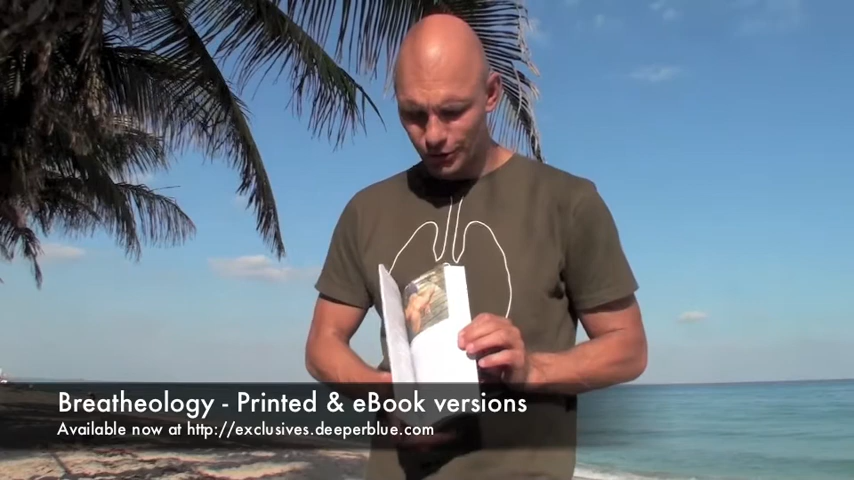 Breatheology - Printed & eBook versions
Available now at http://exclusives.deeperblue.com